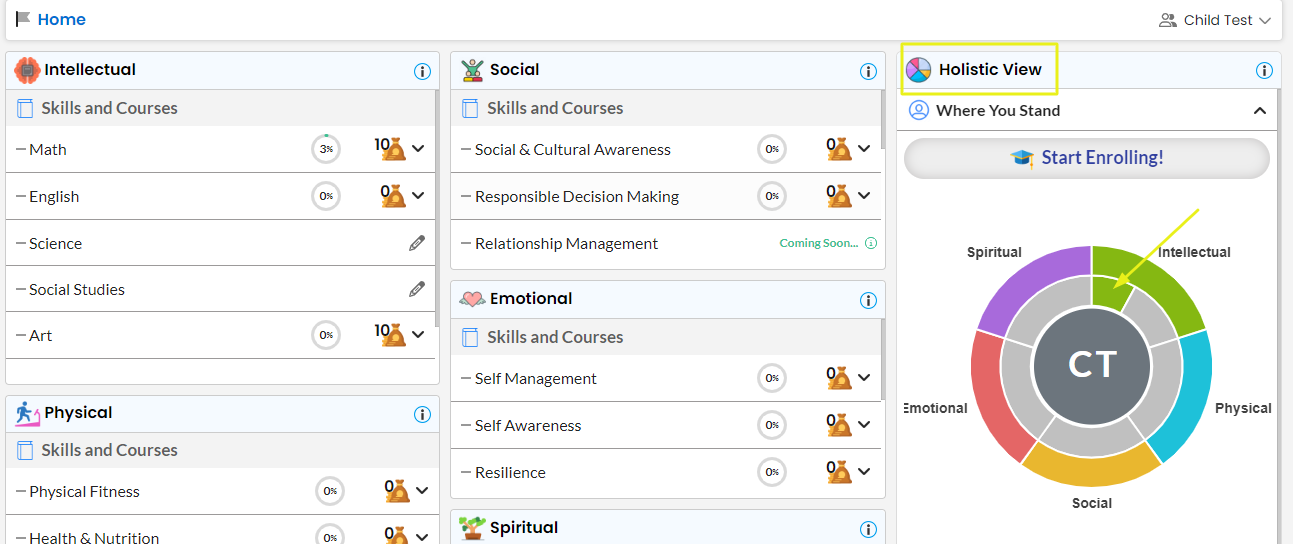 Home
Child Test
Intellectual
Skills and Courses
Math 3% 10
English 0% 0
Science
Social Studies
Art 0% 10
Physical
Skills and Courses
Physical Fitness 0% 0
Health & Nutrition 0% 0
Social
Skills and Courses
Social & Cultural Awareness 0% 0
Responsible Decision Making 0% 0
Relationship Management Coming Soon...
Emotional
Skills and Courses
Self Management 0% 0
Self Awareness 0% 0
Resilience 0% 0
Spiritual
Holistic View
Where You Stand
Start Enrolling!
Spiritual
Intellectual
CT
Emotional
Physical
Social